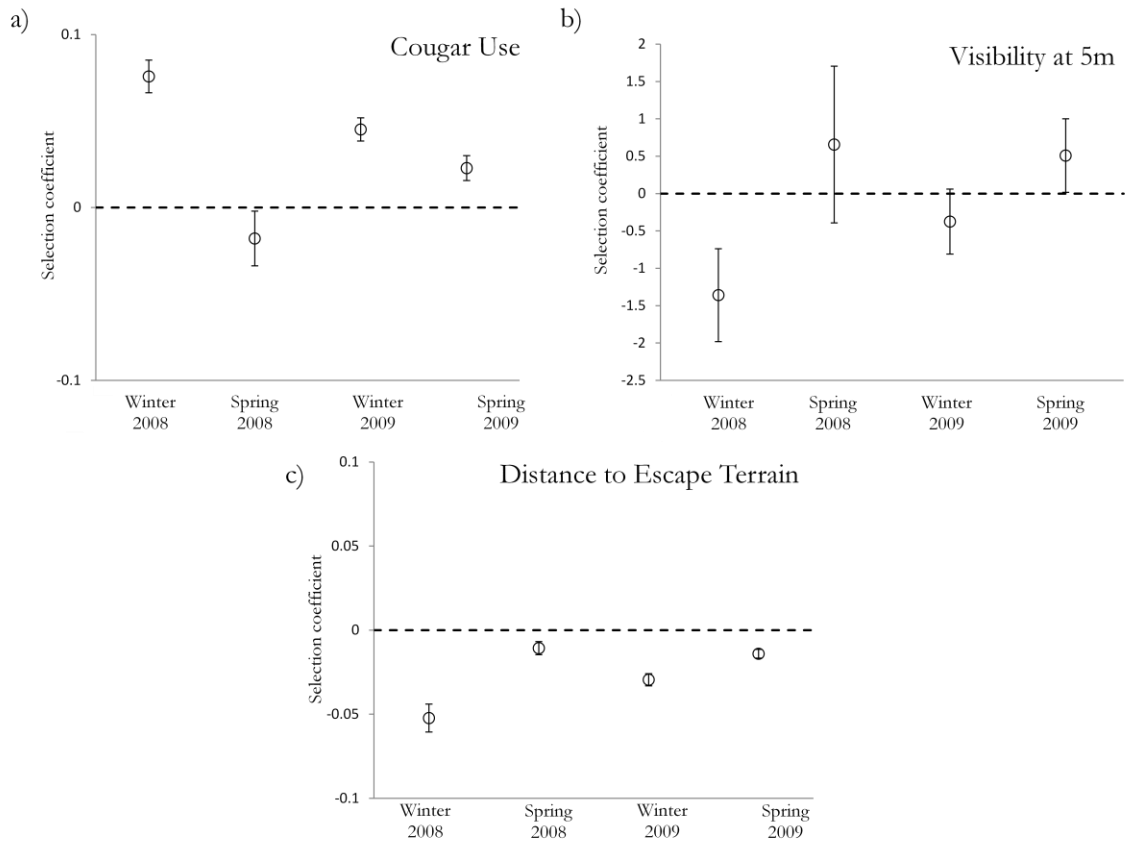 a)
Cougar Use
Selection coefficient
0.1
0
-0.1
Winter 2008
Spring 2008
Winter 2009
Spring 2009
b)
Visibility at 5m
Selection coefficient
2
1.5
1
0.5
0
-0.5
-1
-1.5
-2
-2.5
Winter 2008
Spring 2008
Winter 2009
Spring 2009
c)
Distance to Escape Terrain
Selection coefficient
0.1
0.05
0
-0.05
-0.1
Winter 2008
Spring 2008
Winter 2009
Spring 2009